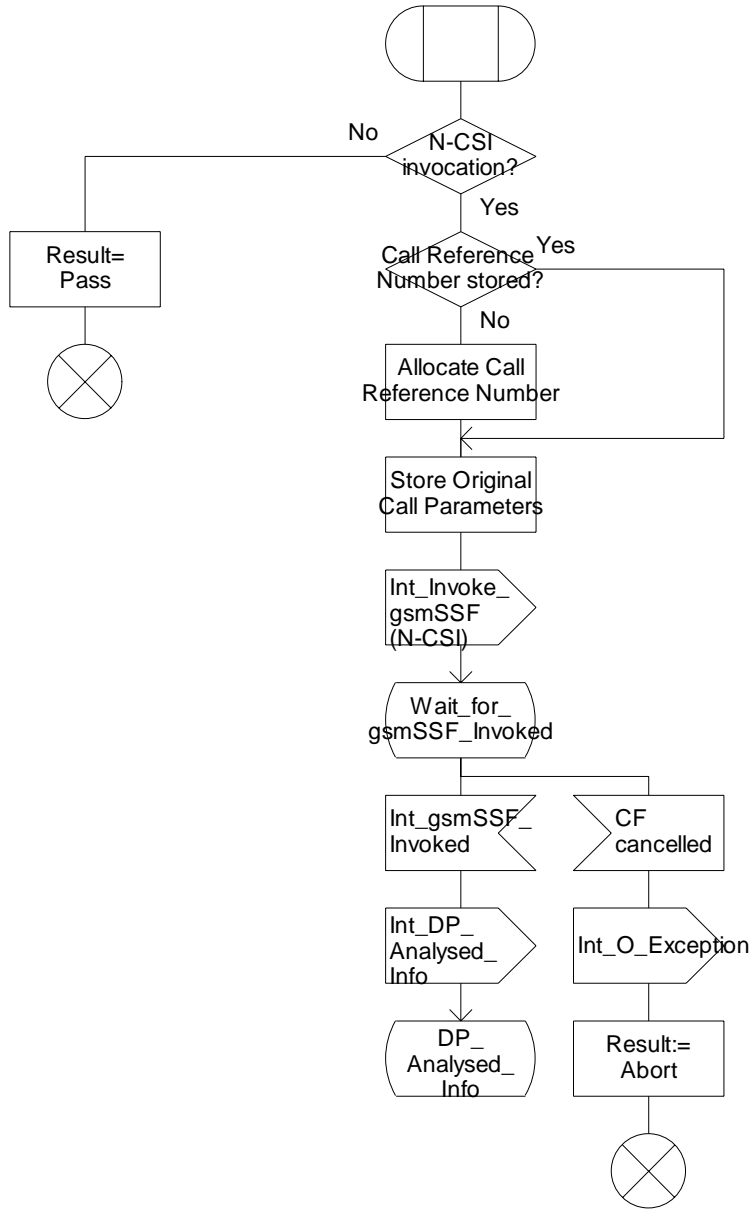 No
N-CSI
invocation?
Yes
Result=
Pass
Call Reference
Number stored?
Yes
No
Allocate Call
Reference Number
Store Original
Call Parameters
Int_Invoke_
gsmSSF
(N-CSI)
Wait_for_
gsmSSF_Invoked
Int_gsmSSF_
Invoked
CF
cancelled
Int_DP_
Analysed_
Info
Int_O_Exception
DP_
Analysed_
Info
Result:=
Abort